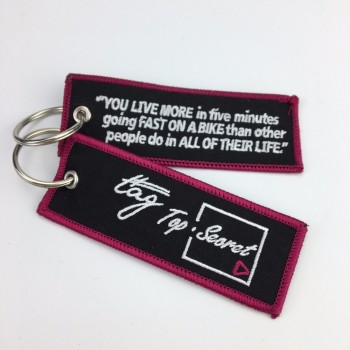 "YOU LIVE MORE in five minutes
going FAST ON A BIKE than other
people do in ALL OF THEIR LIFE."
tag
Top Secret